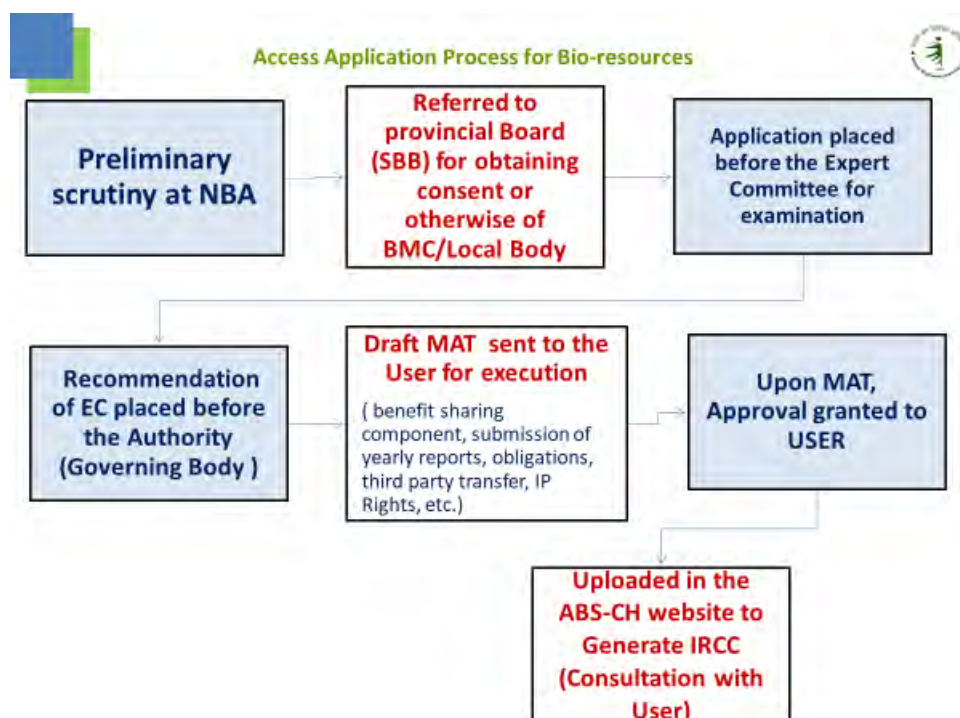 Access Application Process for Bio-resources
Preliminary
scrutiny at NBA
Referred to
provincial Board
(SBB) for obtaining
consent or
otherwise of
BMC/Local Body
Application placed
before the Expert
Committee for
examination
Recommendation
of EC placed before
the Authority
(Governing Body )
Draft MAT sent to the
User for execution
( benefit sharing
component, submission of
yearly reports, obligations,
third party transfer, IP
Rights, etc.)
Upon MAT,
Approval granted to
USER
Uploaded in the
ABS-CH website to
Generate IRCC
(Consultation with
User)